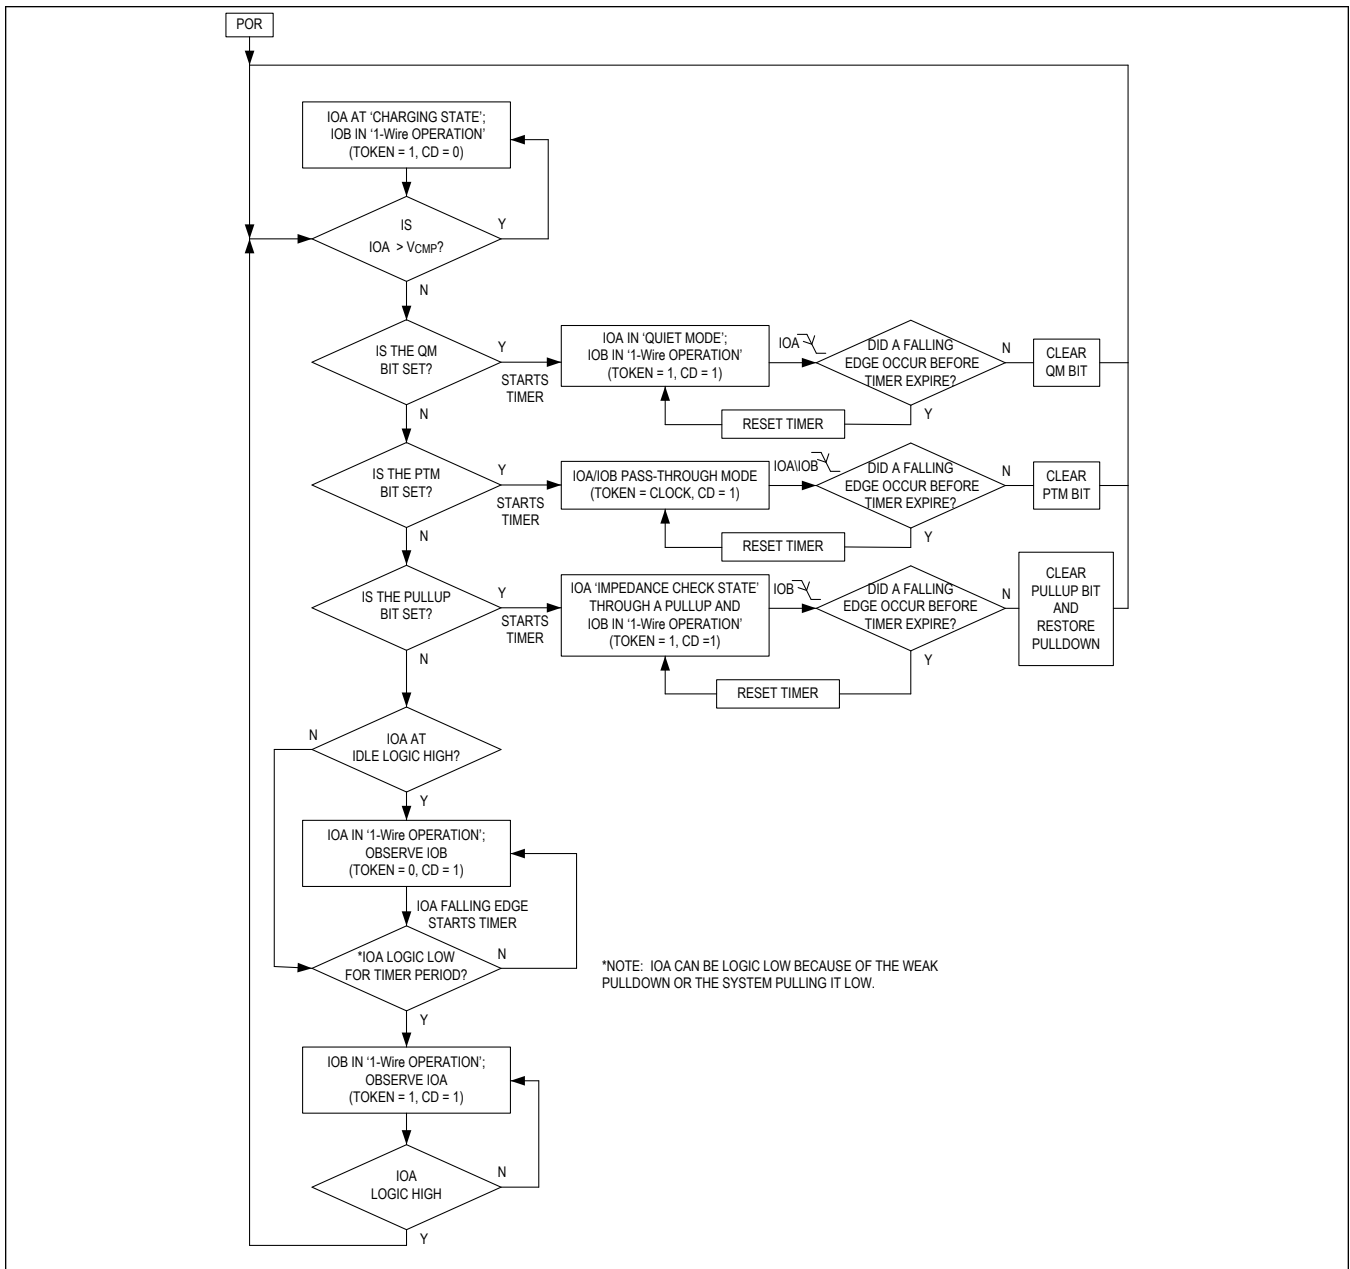 POR
IOA AT ‘CHARGING STATE’;
IOB IN ‘1-Wire OPERATION’
(TOKEN = 1, CD = 0)
IS
IOA > VCMP?
Y
N
IS THE QM
BIT SET?
Y
STARTS
TIMER
N
IOA IN ‘QUIET MODE’;
IOB IN ‘1-Wire OPERATION’
(TOKEN = 1, CD = 1)
IOA
DID A FALLING
EDGE OCCUR BEFORE
TIMER EXPIRE?
N
Y
CLEAR
QM BIT
RESET TIMER
IS THE PTM
BIT SET?
Y
STARTS
TIMER
N
IOA/IOB PASS-THROUGH MODE
(TOKEN = CLOCK, CD = 1)
IOA\IOB
DID A FALLING
EDGE OCCUR BEFORE
TIMER EXPIRE?
N
Y
CLEAR
PTM BIT
RESET TIMER
IS THE PULLUP
BIT SET?
Y
STARTS
TIMER
N
IOA ‘IMPEDANCE CHECK STATE’
THROUGH A PULLUP AND
IOB IN ‘1-Wire OPERATION’
(TOKEN = 1, CD =1)
IOB
DID A FALLING
EDGE OCCUR BEFORE
TIMER EXPIRE?
N
Y
CLEAR
PULLUP BIT
AND
RESTORE
PULLDOWN
RESET TIMER
IOA AT
IDLE LOGIC HIGH?
N
Y
IOA IN ‘1-Wire OPERATION’;
OBSERVE IOB
(TOKEN = 0, CD = 1)
IOA FALLING EDGE
STARTS TIMER
*IOA LOGIC LOW
FOR TIMER PERIOD?
N
Y
*NOTE: IOA CAN BE LOGIC LOW BECAUSE OF THE WEAK
PULLDOWN OR THE SYSTEM PULLING IT LOW.
IOB IN ‘1-Wire OPERATION’;
OBSERVE IOA
(TOKEN = 1, CD = 1)
IOA
LOGIC HIGH
N
Y